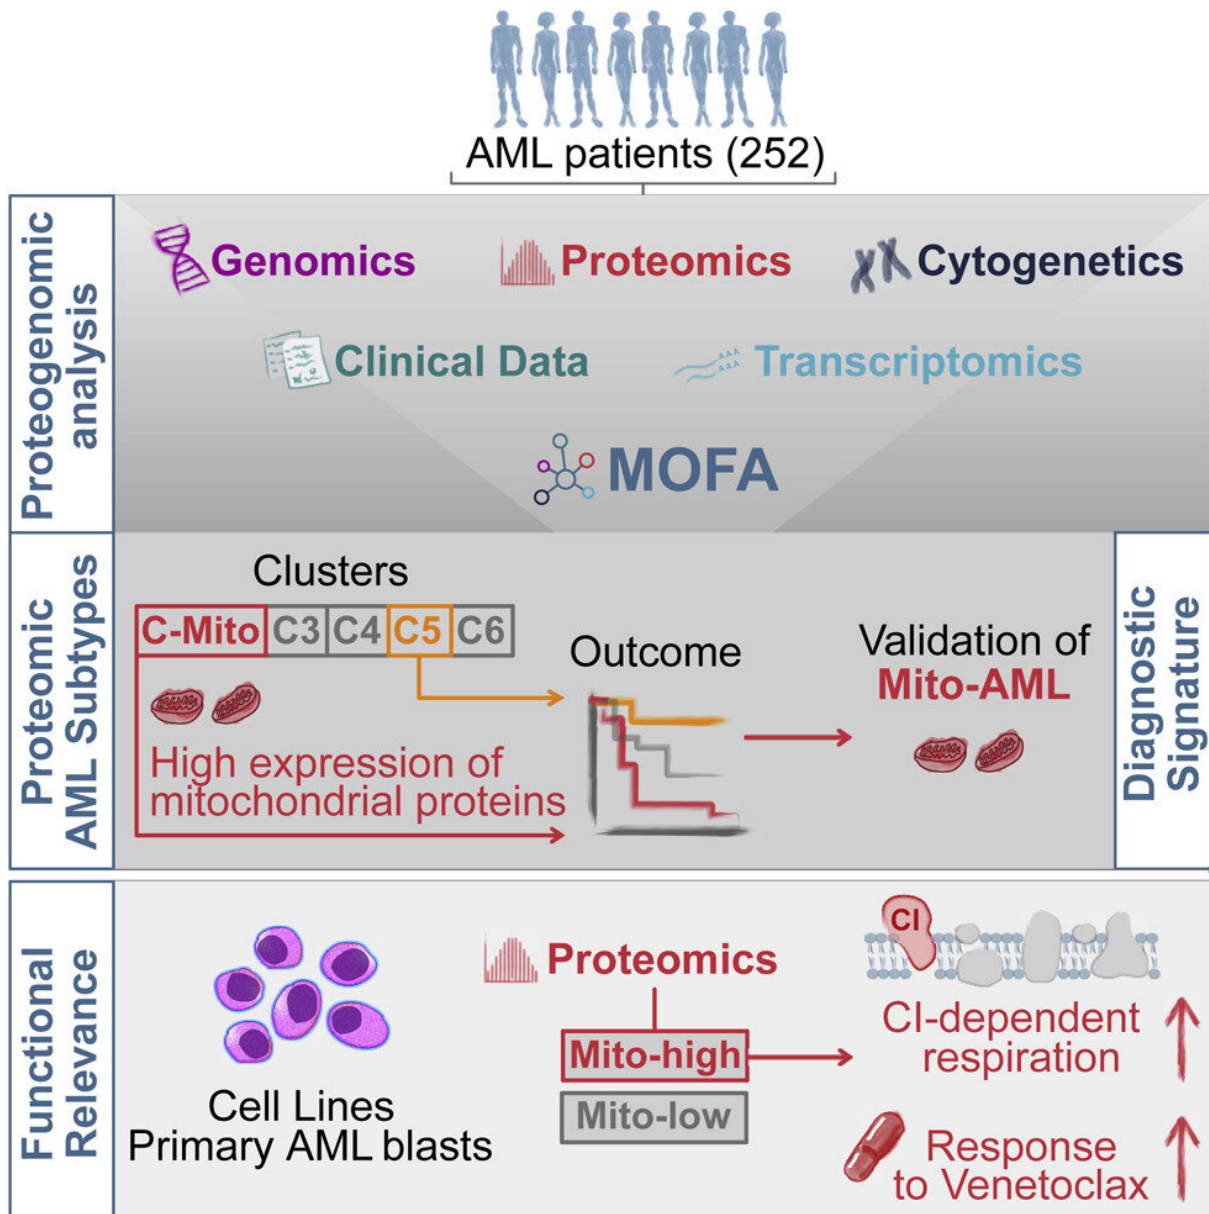 AML patients (252)
Proteogenomic
analysis
Genomics
Proteomics
Cytogenetics
Clinical Data
AAA
AAA
Transcriptomics
MOFA
Proteomic
AML Subtypes
Clusters
C-Mito C3 C4 C5 C6
High expression of
mitochondrial proteins
Outcome
Validation of
Mito-AML
Diagnostic
Signature
Functional
Relevance
Cell Lines
Primary AML blasts
Proteomics
Mito-high
Mito-low
CI
CI-dependent
respiration
Response
to Venetoclax